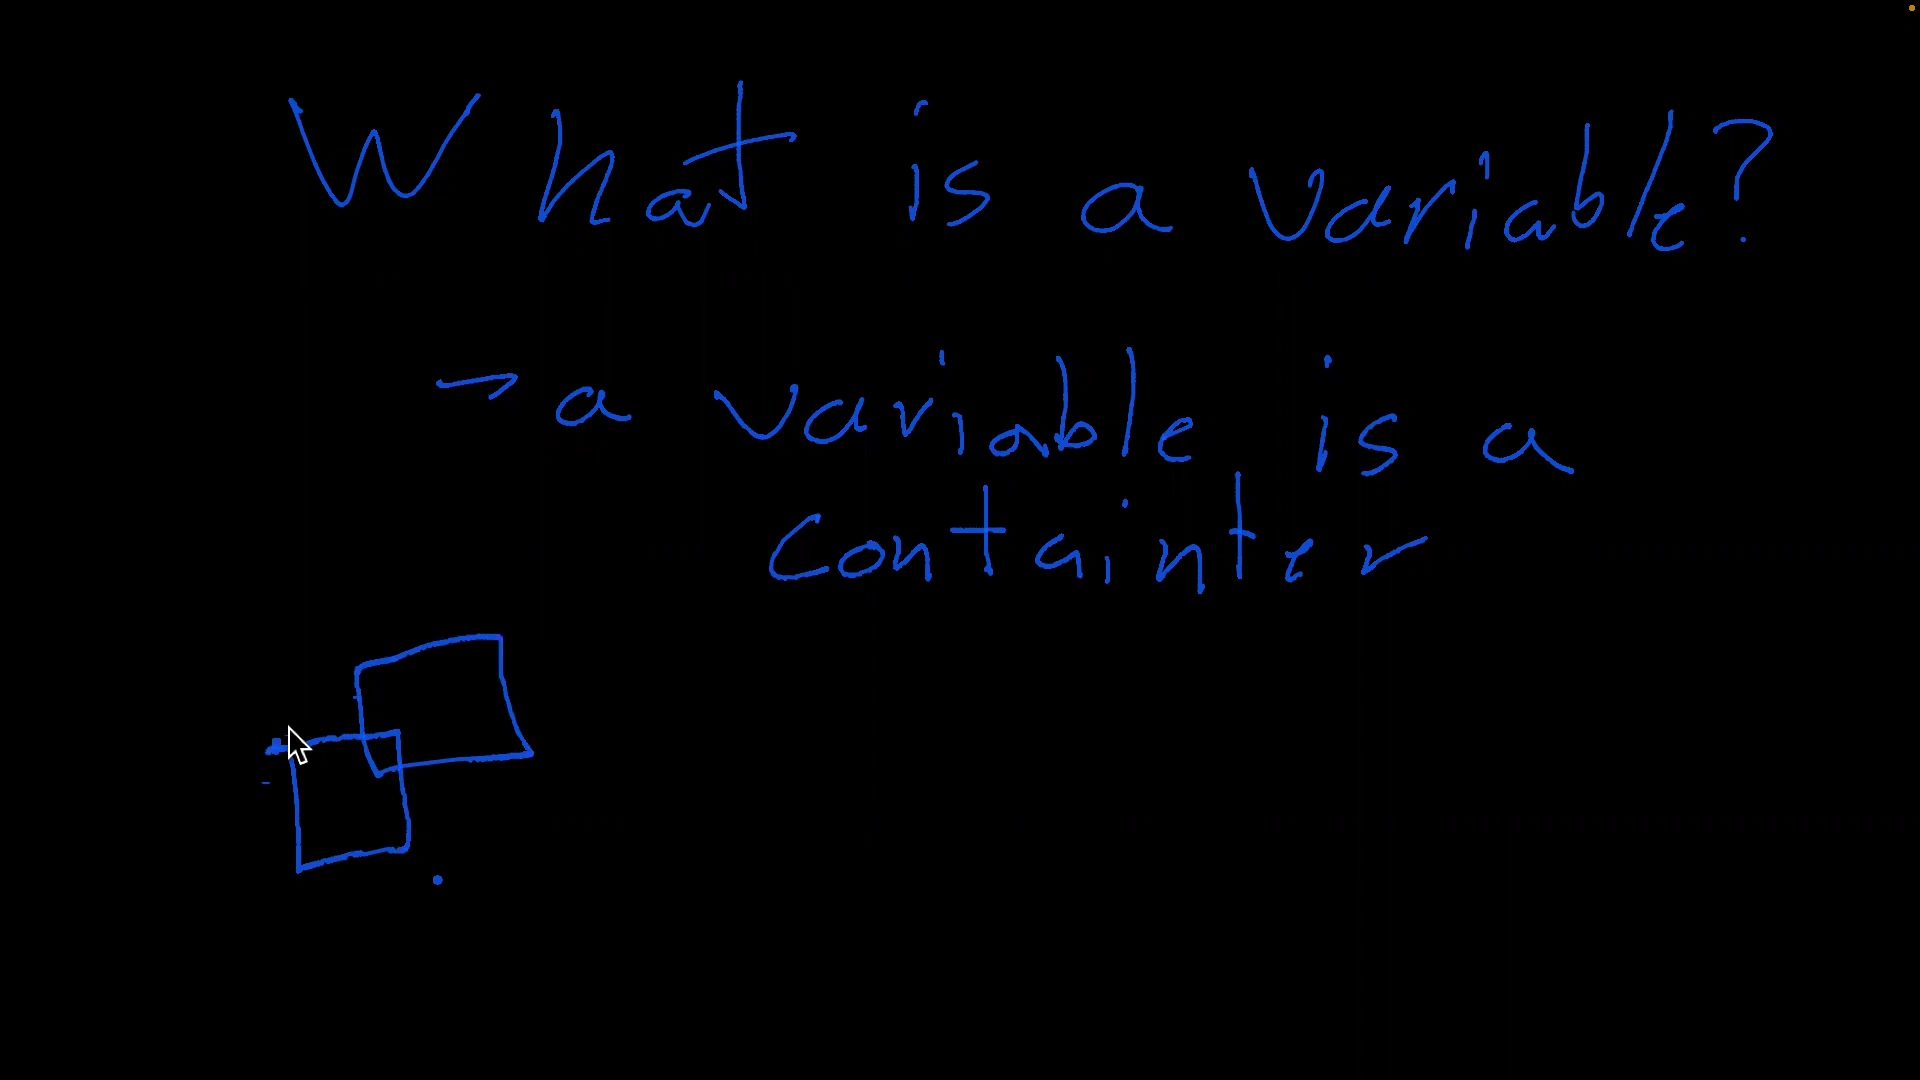 What is a variable?
→ a variable is a
Containter